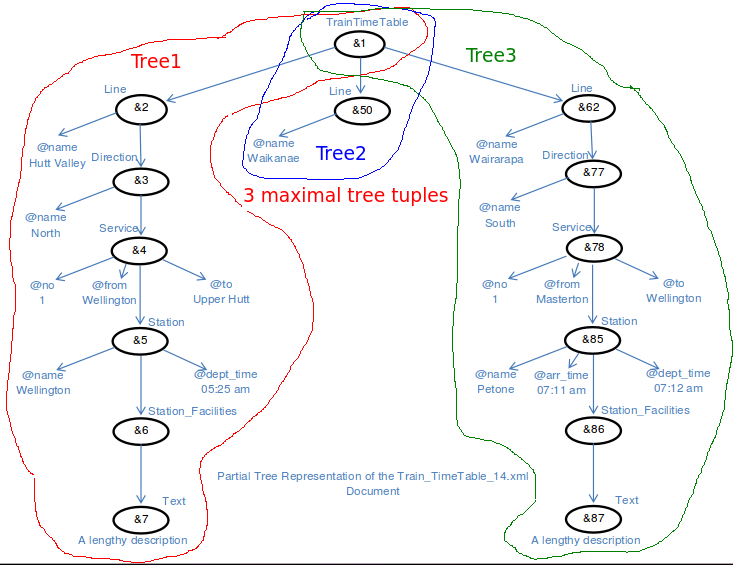 TrainTimeTable
&1
Tree1
Tree3
Line
&2
Line
&50
Line
&62
@name
Hutt Valley
Direction
@name
Waikanae
Tree2
@name
Wairarapa
Direction
&3
&77
3 maximal tree tuples
@name
North
Service
@name
South
Service
&4
&78
@no
1
@from
Wellington
@to
Upper Hutt
@no
1
@from
Masterton
@to
Wellington
Station
&5
Station
&85
@name
Wellington
@dept_time
05:25 am
@name
Petone
@arr_time
07:11 am
@dept_time
07:12 am
Station_Facilities
&6
Station_Facilities
&86
Partial Tree Representation of the Train_TimeTable_14.xml
Document
Text
&7
A lengthy description
Text
&87
A lengthy description